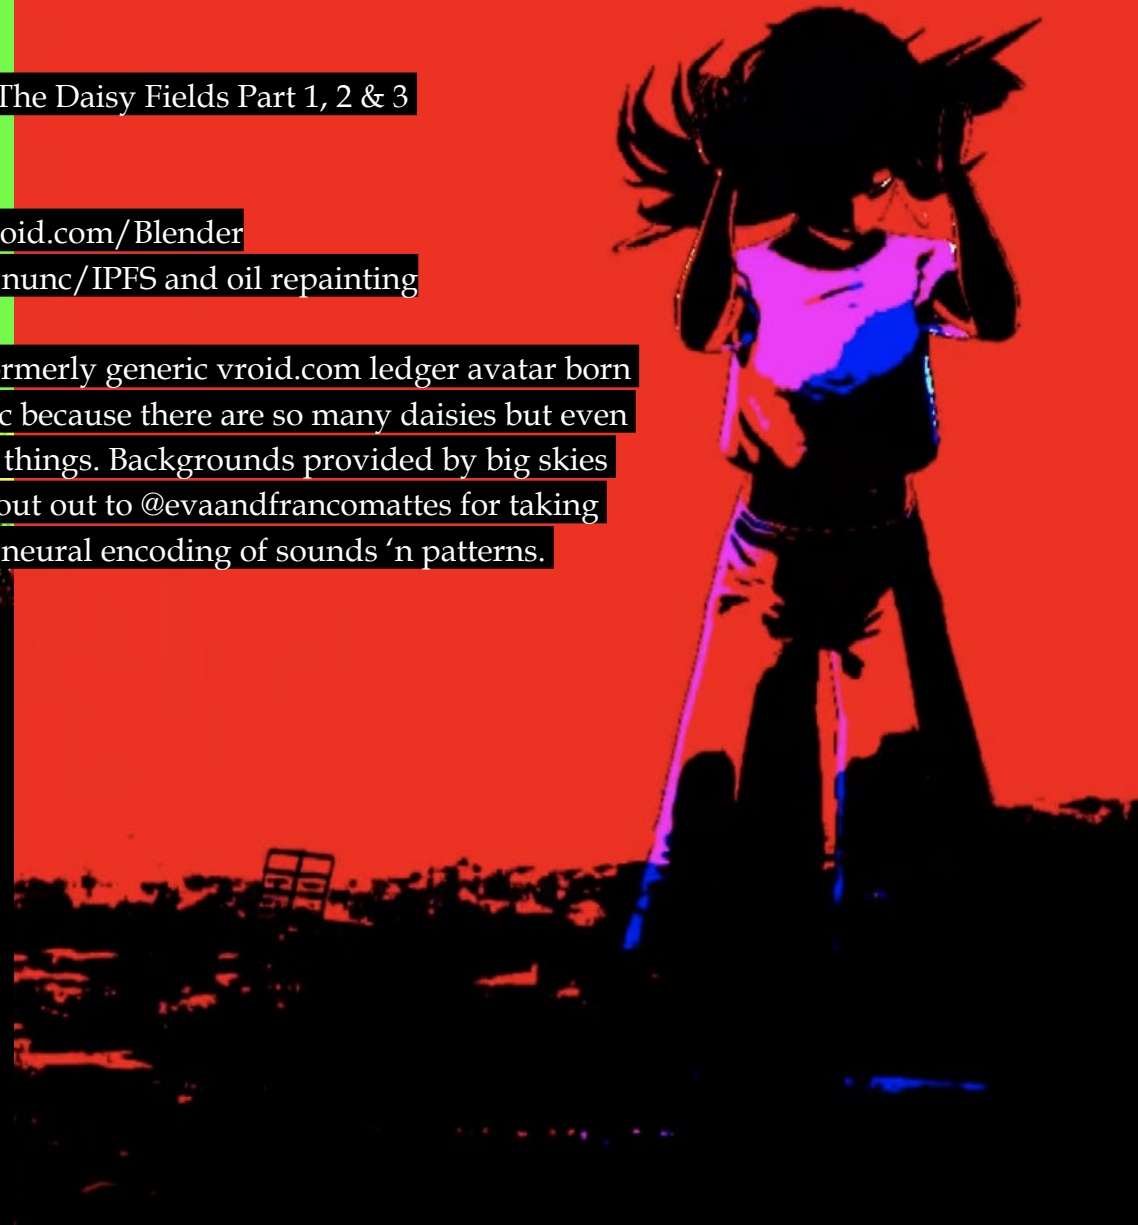 The Daisy Fields Part 1, 2 & 3
oid.com/Blender
nunc/IPFS and oil repainting
rmerly generic vroid.com ledger avatar born
c because there are so many daisies but even
things. Backgrounds provided by big skies
out out to @evaandfrancomattes for taking
neural encoding of sounds ‘n patterns.